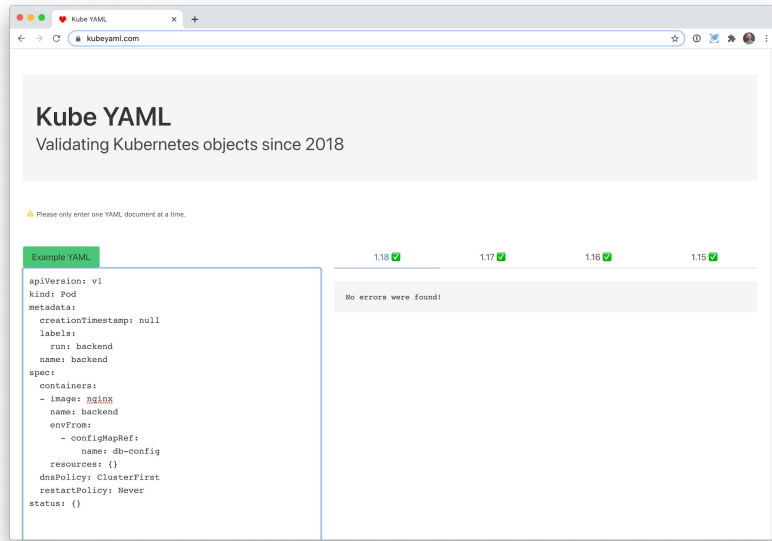 Kube YAML
kubeyaml.com
Kube YAML
Validating Kubernetes objects since 2018
Please only enter one YAML document at a time.
Example YAML
1.18 ✅ 1.17 ✅ 1.16 ✅ 1.15 ✅
apiVersion: v1
kind: Pod
metadata:
  creationTimestamp: null
  labels:
    run: backend
  name: backend
spec:
  containers:
  - image: nginx
    name: backend
    envFrom:
      - configMapRef:
          name: db-config
    resources: {}
  dnsPolicy: ClusterFirst
  restartPolicy: Never
status: {}
No errors were found!